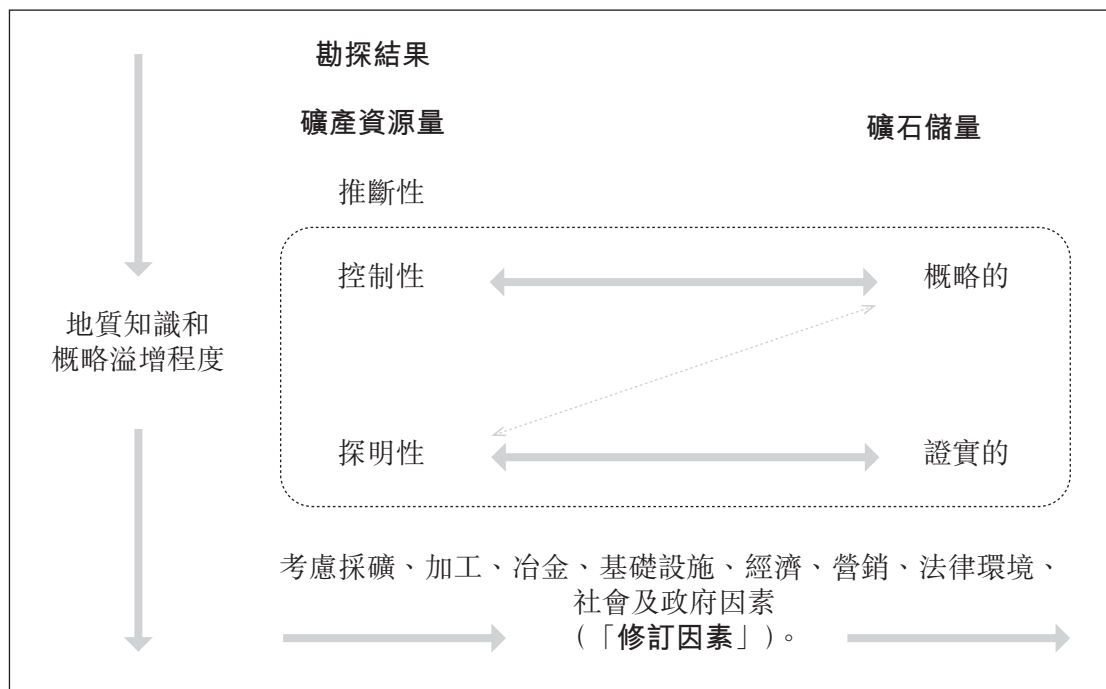 勘探結果
礦產資源量
礦石儲量
推斷性
控制性
概略的
地質知識和
概略溢增程度
探明性
證實的
考慮採礦、加工、冶金、基礎設施、經濟、營銷、法律環境、
社會及政府因素
(「修訂因素」)。